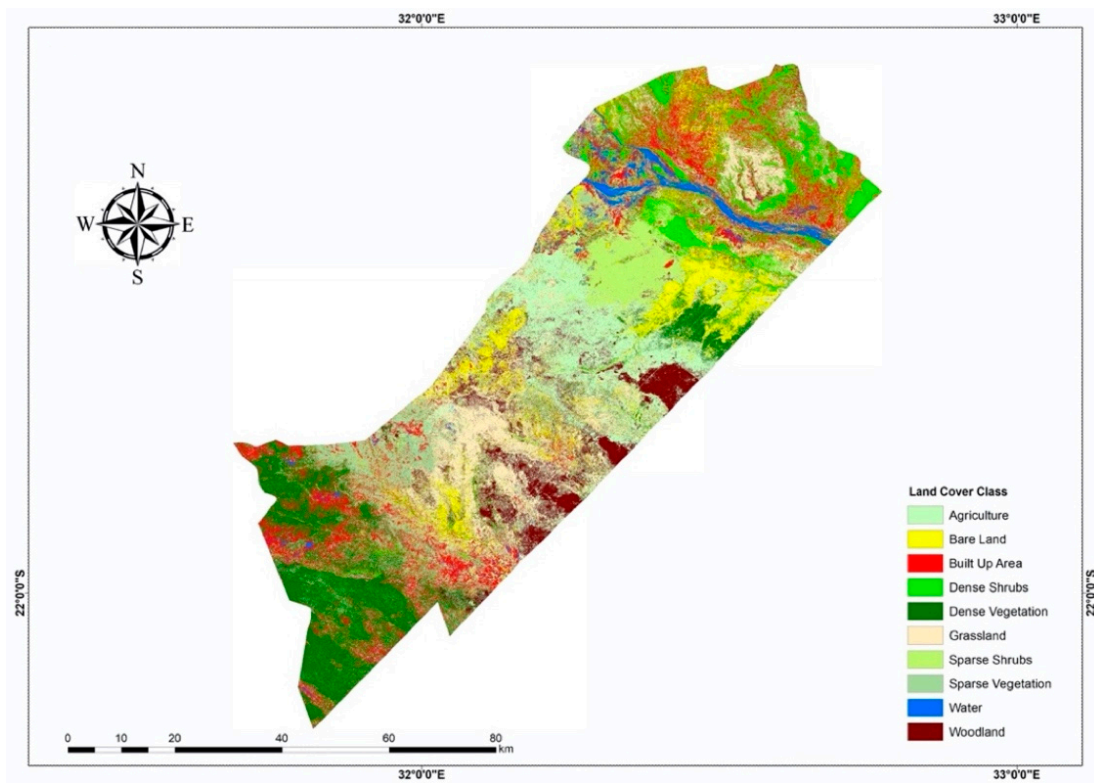 32°0'0"E 33°0'0"E
N
W E
S
22°0'0"S 22°0'0"S
Land Cover Class
Agriculture
Bare Land
Built Up Area
Dense Shrubs
Dense Vegetation
Grassland
Sparse Shrubs
Sparse Vegetation
Water
Woodland
0 10 20 40 60 80
km
32°0'0"E 33°0'0"E